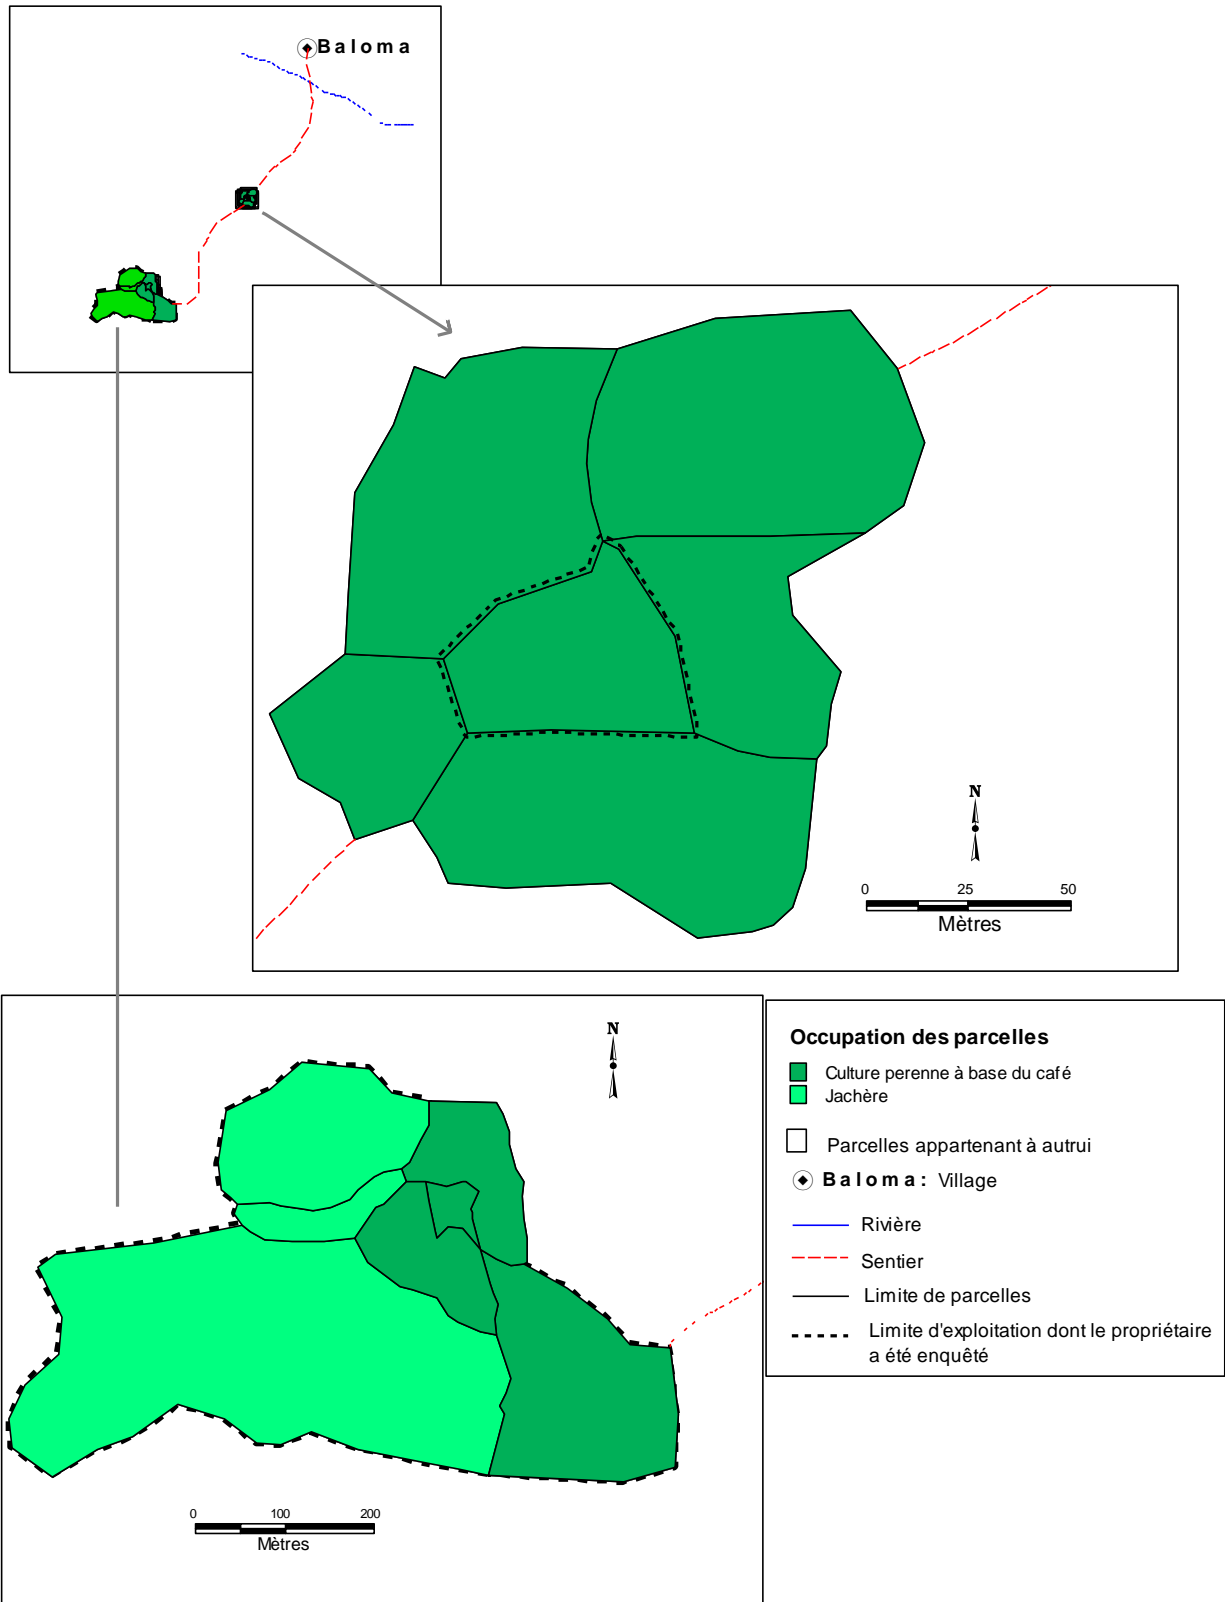 Baloma
N
0 25 50
Mètres
N
0 100 200
Mètres
Occupation des parcelles
Culture perenne à base du café
Jachère
Parcelles appartenant à autrui
Baloma: Village
Rivière
Sentier
Limite de parcelles
Limite d'exploitation dont le propriétaire
a été enquêté